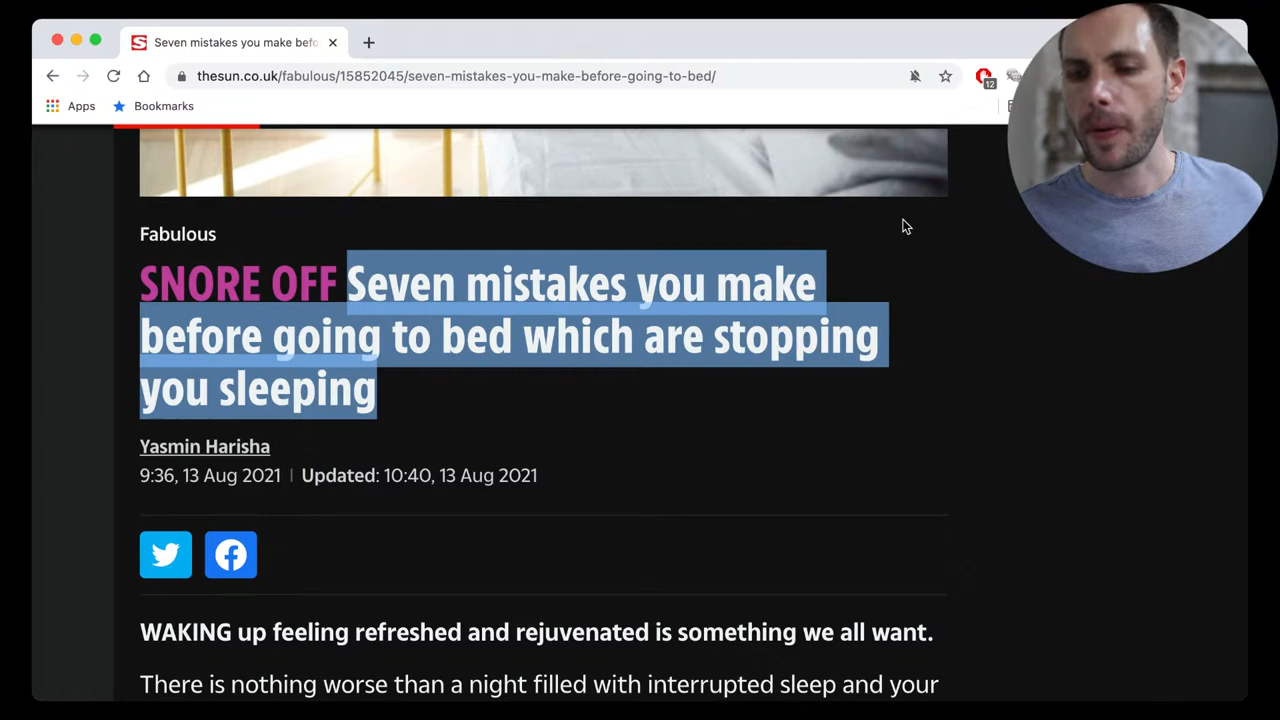 Seven mistakes you make befo
thesun.co.uk/fabulous/15852045/seven-mistakes-you-make-before-going-to-bed/
12
Apps Bookmarks
Fabulous
SNORE OFF Seven mistakes you make
before going to bed which are stopping
you sleeping
Yasmin Harisha
9:36, 13 Aug 2021 | Updated: 10:40, 13 Aug 2021
WAKING up feeling refreshed and rejuvenated is something we all want.
There is nothing worse than a night filled with interrupted sleep and your